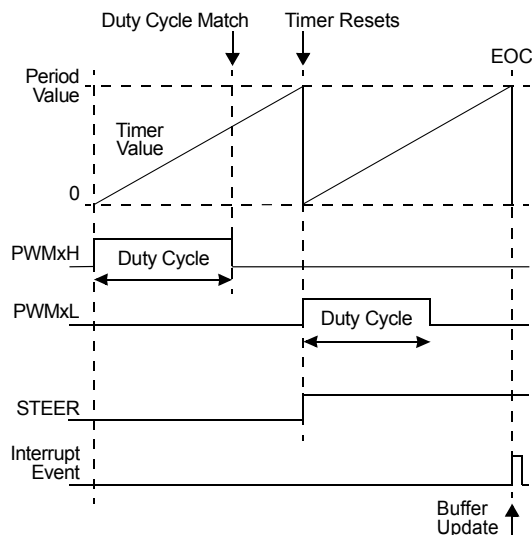 Duty Cycle Match
Timer Resets
EOC
Period
Value
Timer
Value
0
PWMxH
Duty Cycle
PWMxL
Duty Cycle
STEER
Interrupt
Event
Buffer
Update